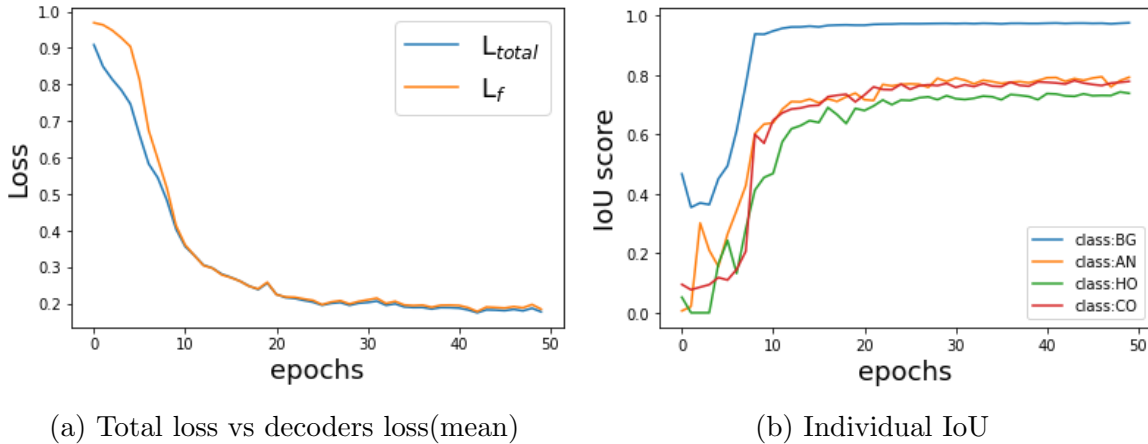 1.0
0.9
0.8
0.7
0.6
0.5
0.4
0.3
0.2
Loss
L_total
L_f
0 10 20 30 40 50
epochs
(a) Total loss vs decoders loss(mean)
1.0
0.8
0.6
0.4
0.2
0.0
IoU score
class:BG
class:AN
class:HO
class:CO
0 10 20 30 40 50
epochs
(b) Individual IoU